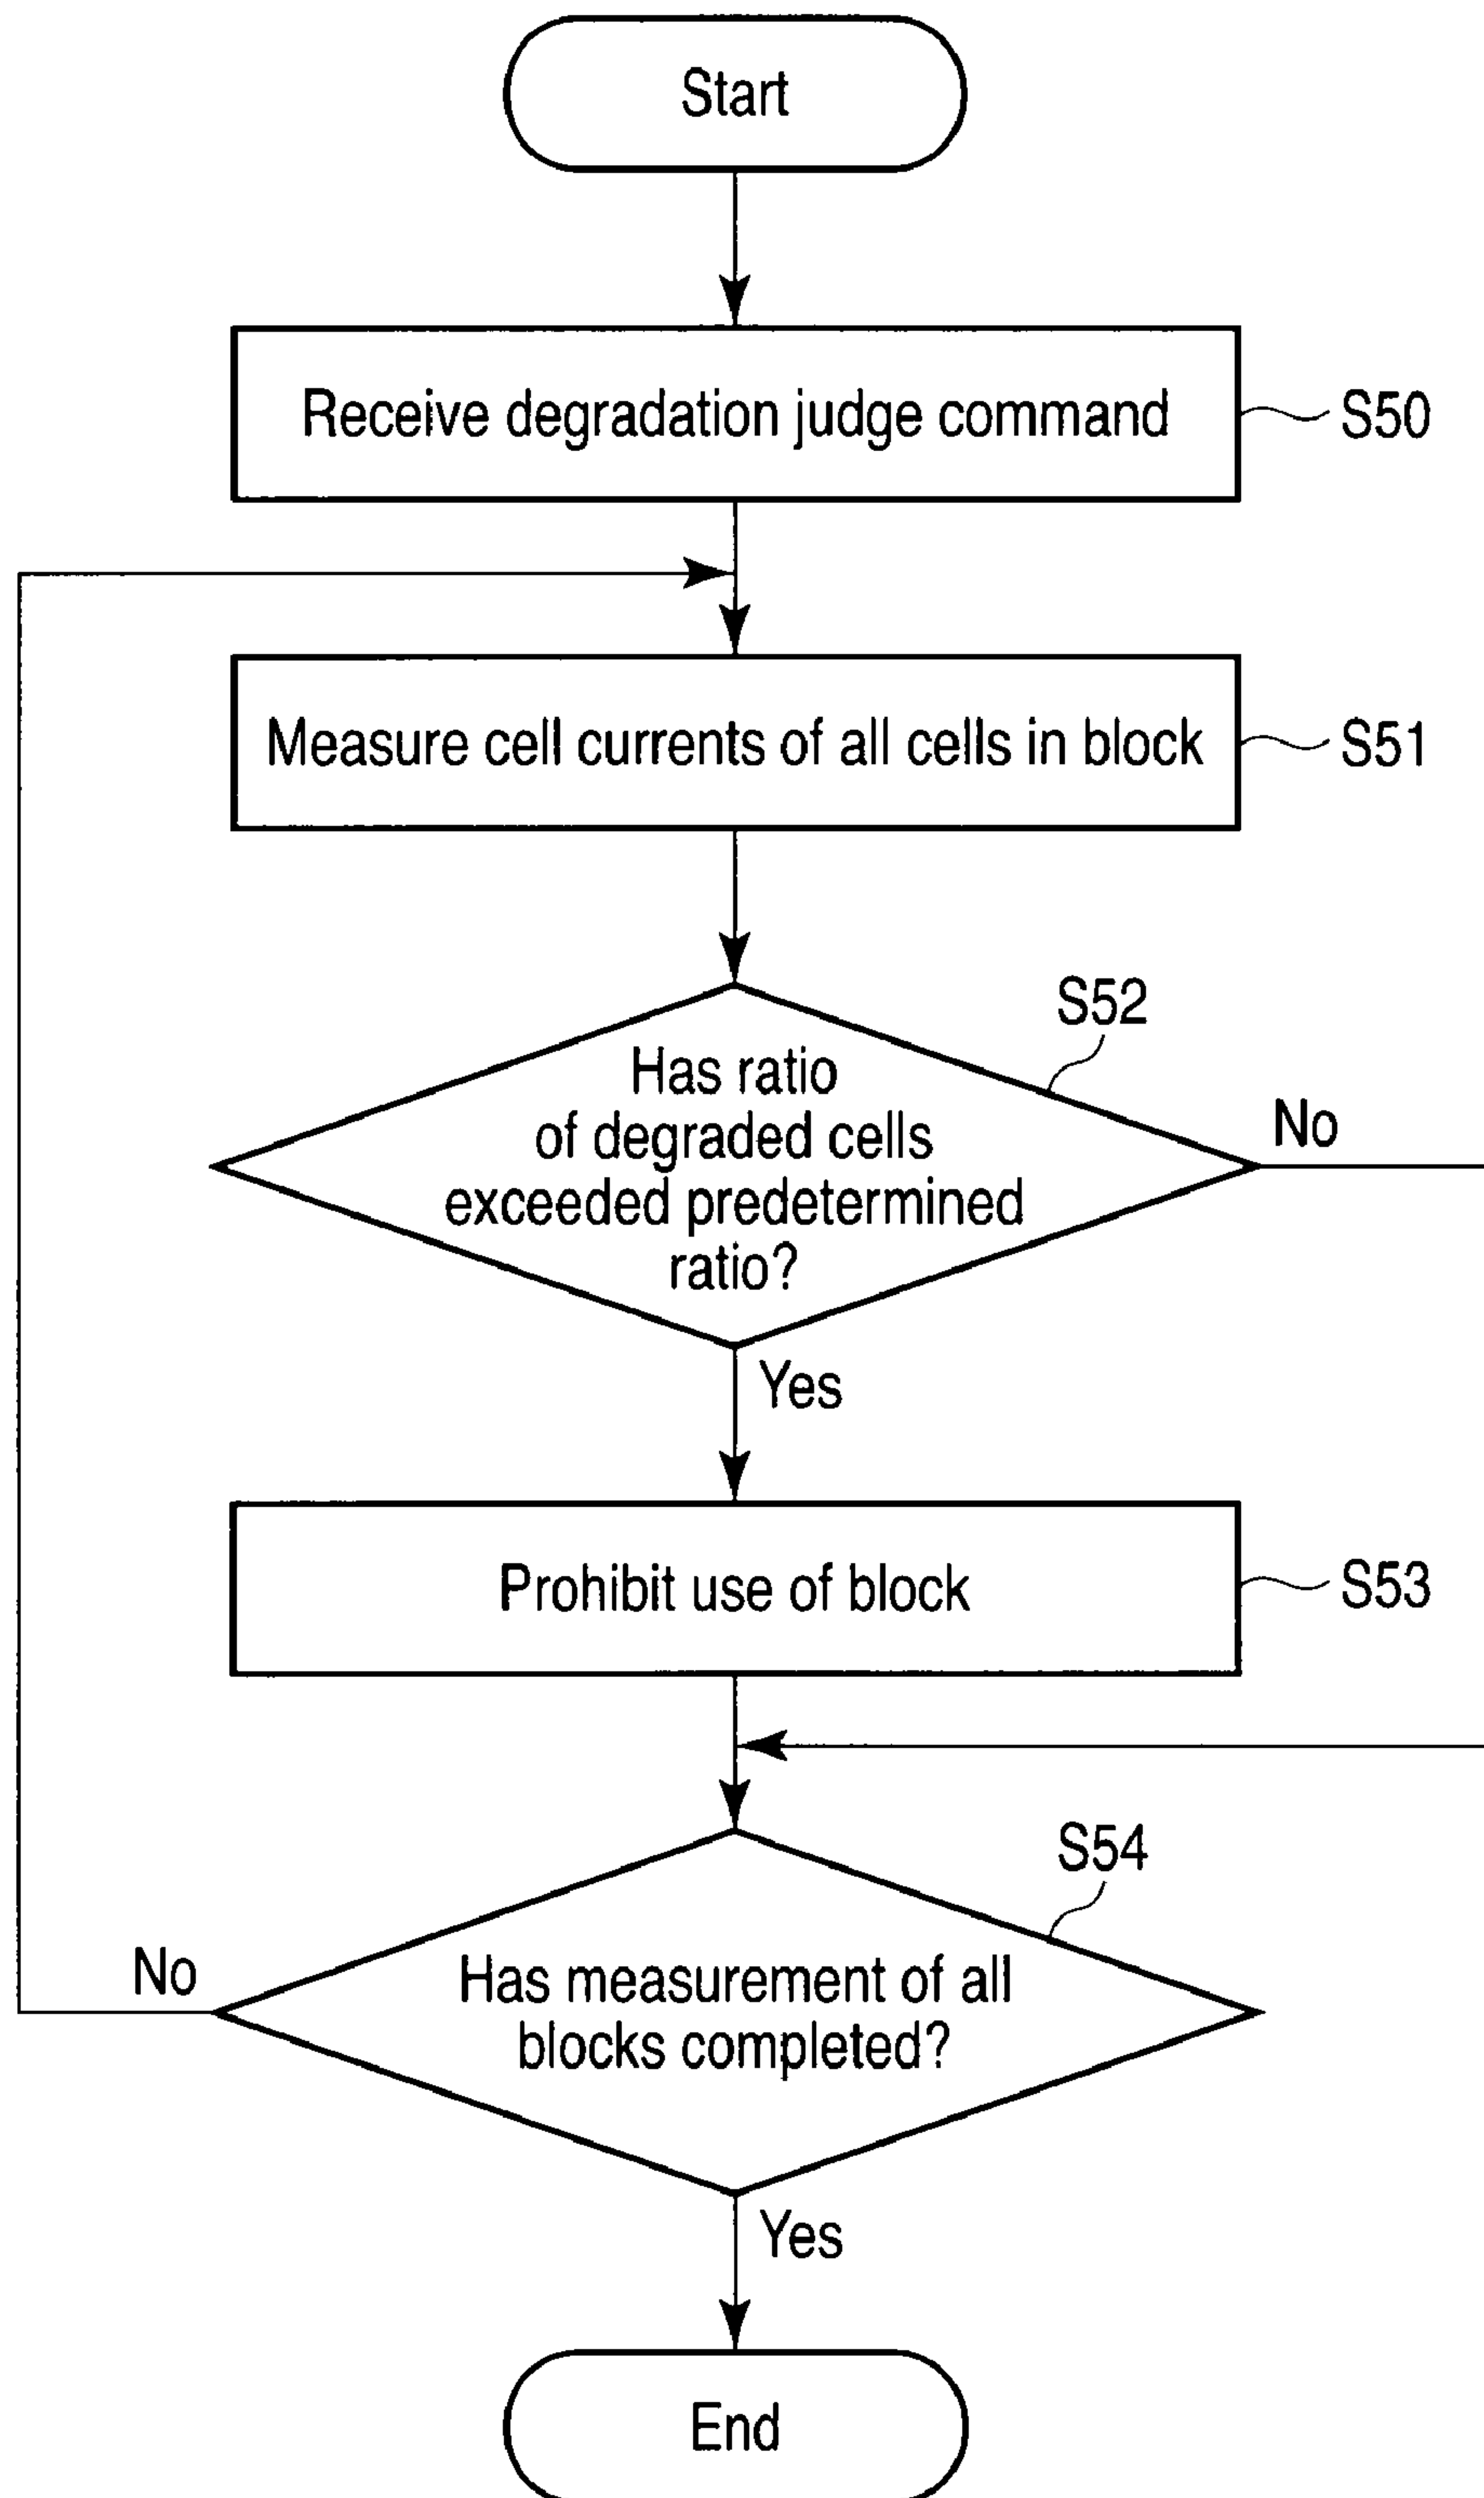 Start
Receive degradation judge command
S50
Measure cell currents of all cells in block
S51
S52
Has ratio
of degraded cells
exceeded predetermined
ratio?
No
Yes
Prohibit use of block
S53
S54
Has measurement of all
blocks completed?
No
Yes
End